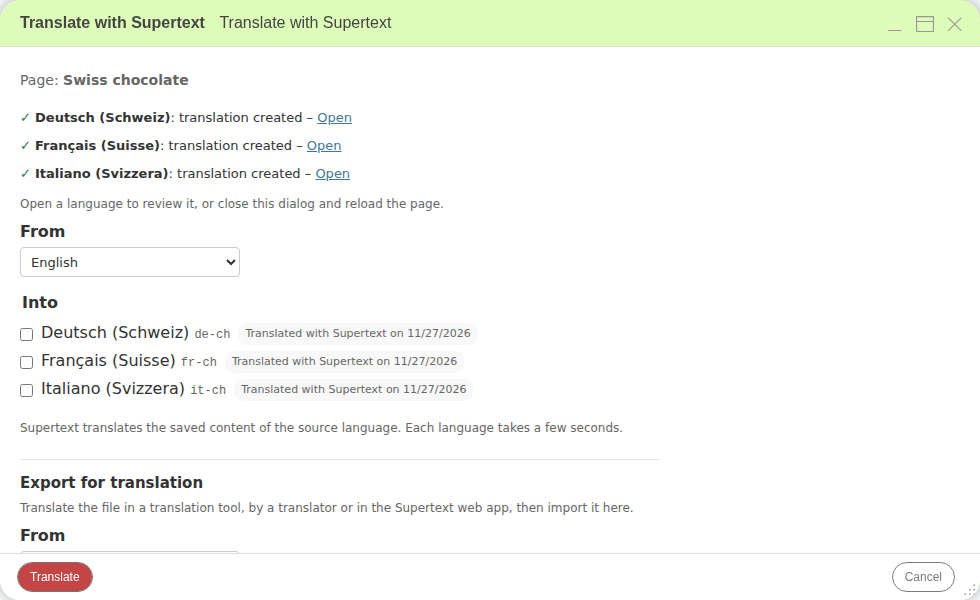 Translate with Supertext Translate with Supertext
Page: Swiss chocolate
✓ Deutsch (Schweiz): translation created – Open
✓ Français (Suisse): translation created – Open
✓ Italiano (Svizzera): translation created – Open
Open a language to review it, or close this dialog and reload the page.
From
English
Into
Deutsch (Schweiz) de-ch Translated with Supertext on 11/27/2026
Français (Suisse) fr-ch Translated with Supertext on 11/27/2026
Italiano (Svizzera) it-ch Translated with Supertext on 11/27/2026
Supertext translates the saved content of the source language. Each language takes a few seconds.
Export for translation
Translate the file in a translation tool, by a translator or in the Supertext web app, then import it here.
From
Translate Cancel